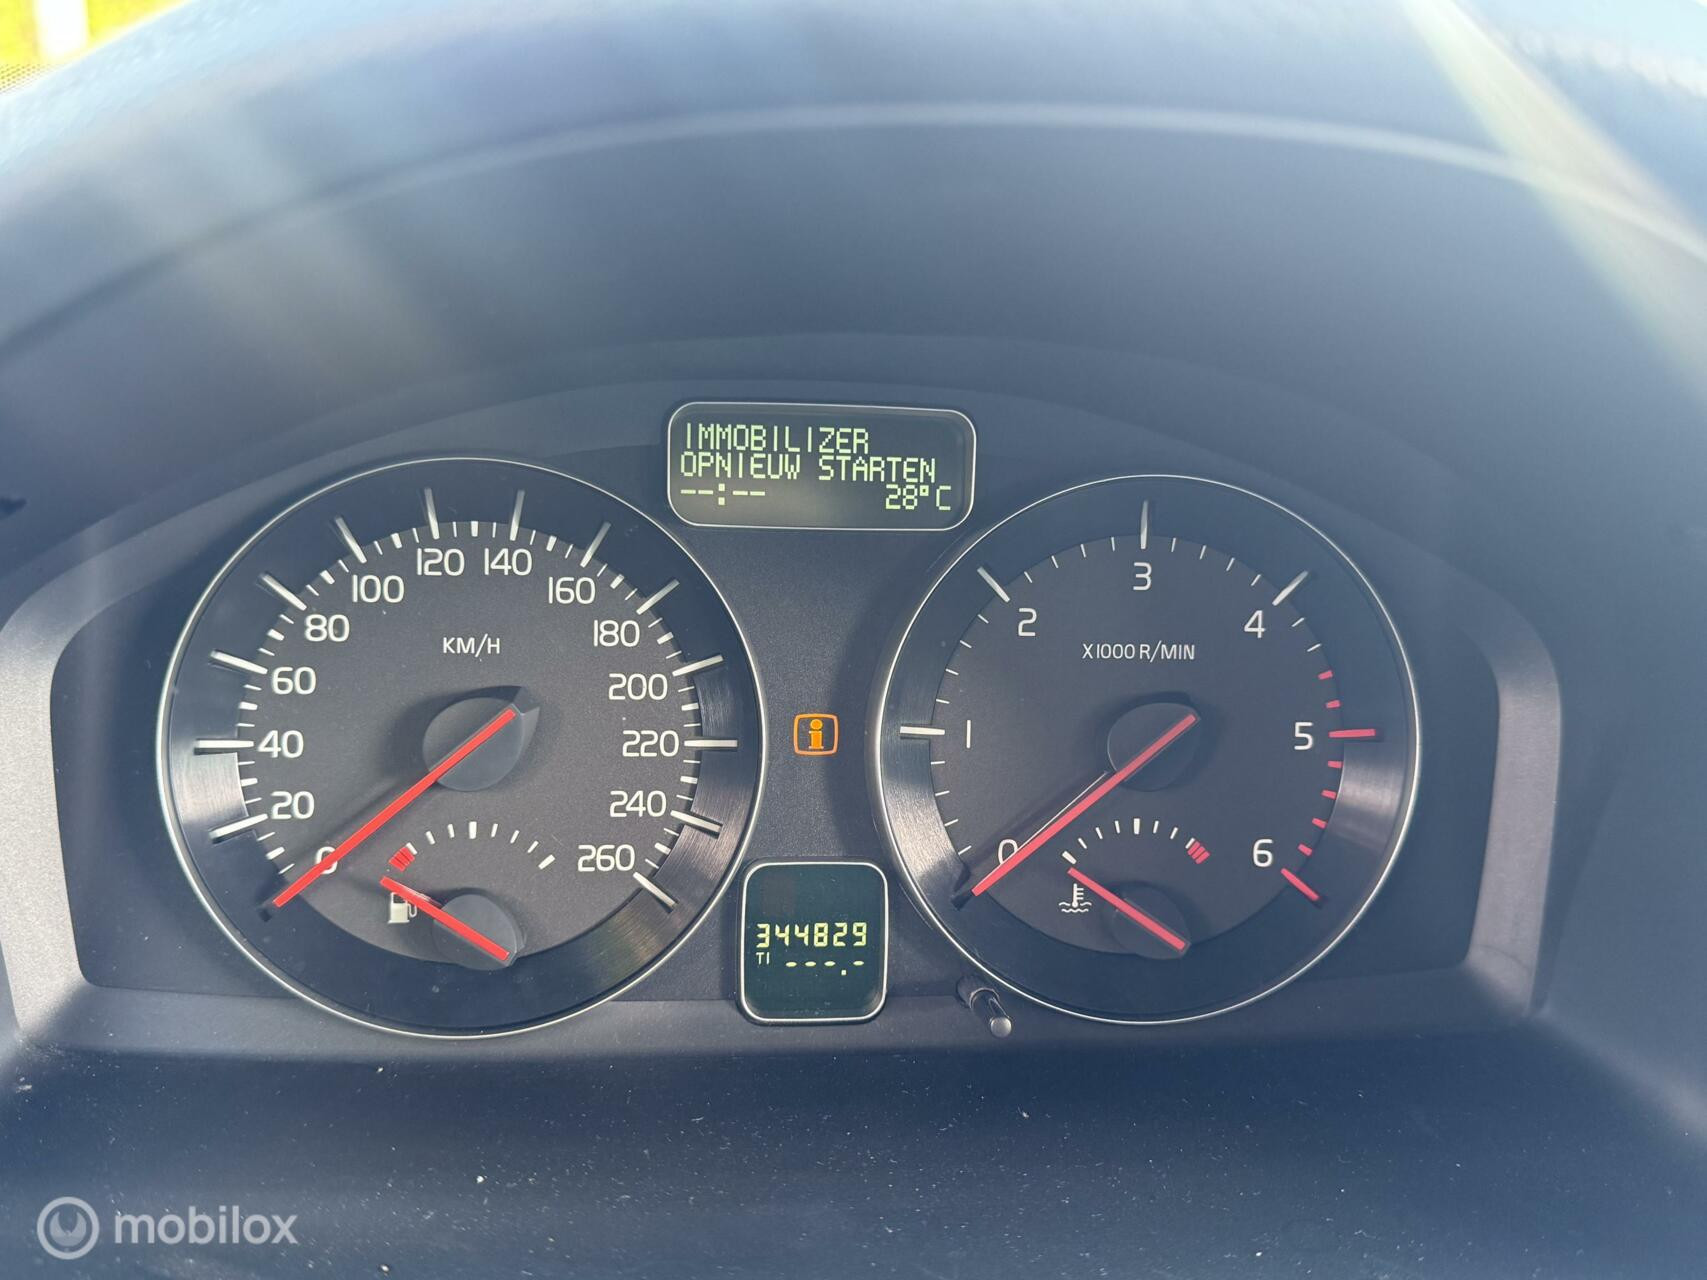 IMMOBILIZER
OPNIEUW STARTEN
--:-- 28°C
0
20
40
60
80
100
120
140
160
180
200
220
240
260
KM/H
0
1
2
3
4
5
6
X1000 R/MIN
i
344829
T1 ---.-
mobilox